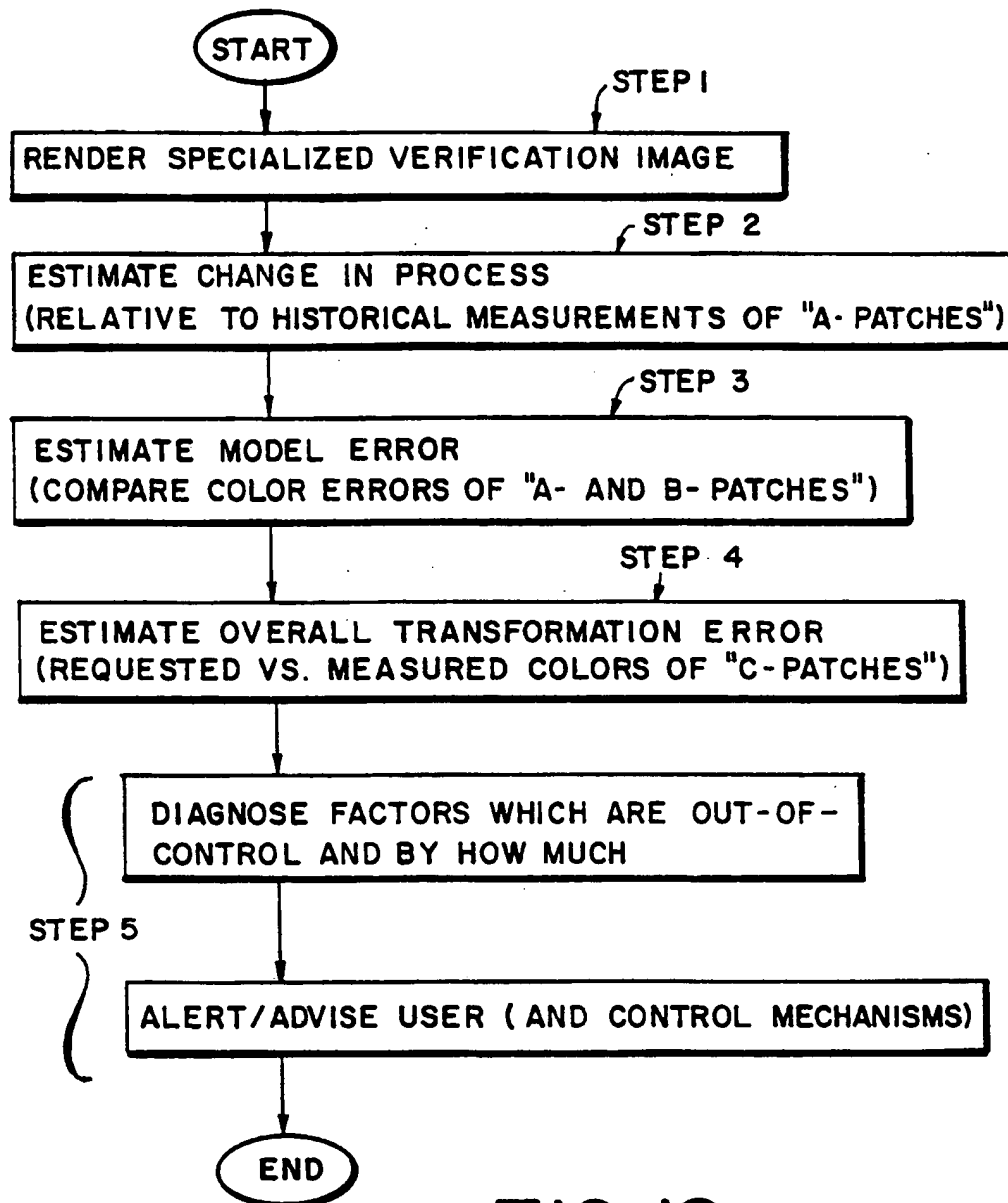 START
STEP 1
RENDER SPECIALIZED VERIFICATION IMAGE
STEP 2
ESTIMATE CHANGE IN PROCESS
(RELATIVE TO HISTORICAL MEASUREMENTS OF "A-PATCHES")
STEP 3
ESTIMATE MODEL ERROR
(COMPARE COLOR ERRORS OF "A- AND B-PATCHES")
STEP 4
ESTIMATE OVERALL TRANSFORMATION ERROR
(REQUESTED VS. MEASURED COLORS OF "C-PATCHES")
DIAGNOSE FACTORS WHICH ARE OUT-OF-
CONTROL AND BY HOW MUCH
STEP 5
ALERT/ADVISE USER (AND CONTROL MECHANISMS)
END